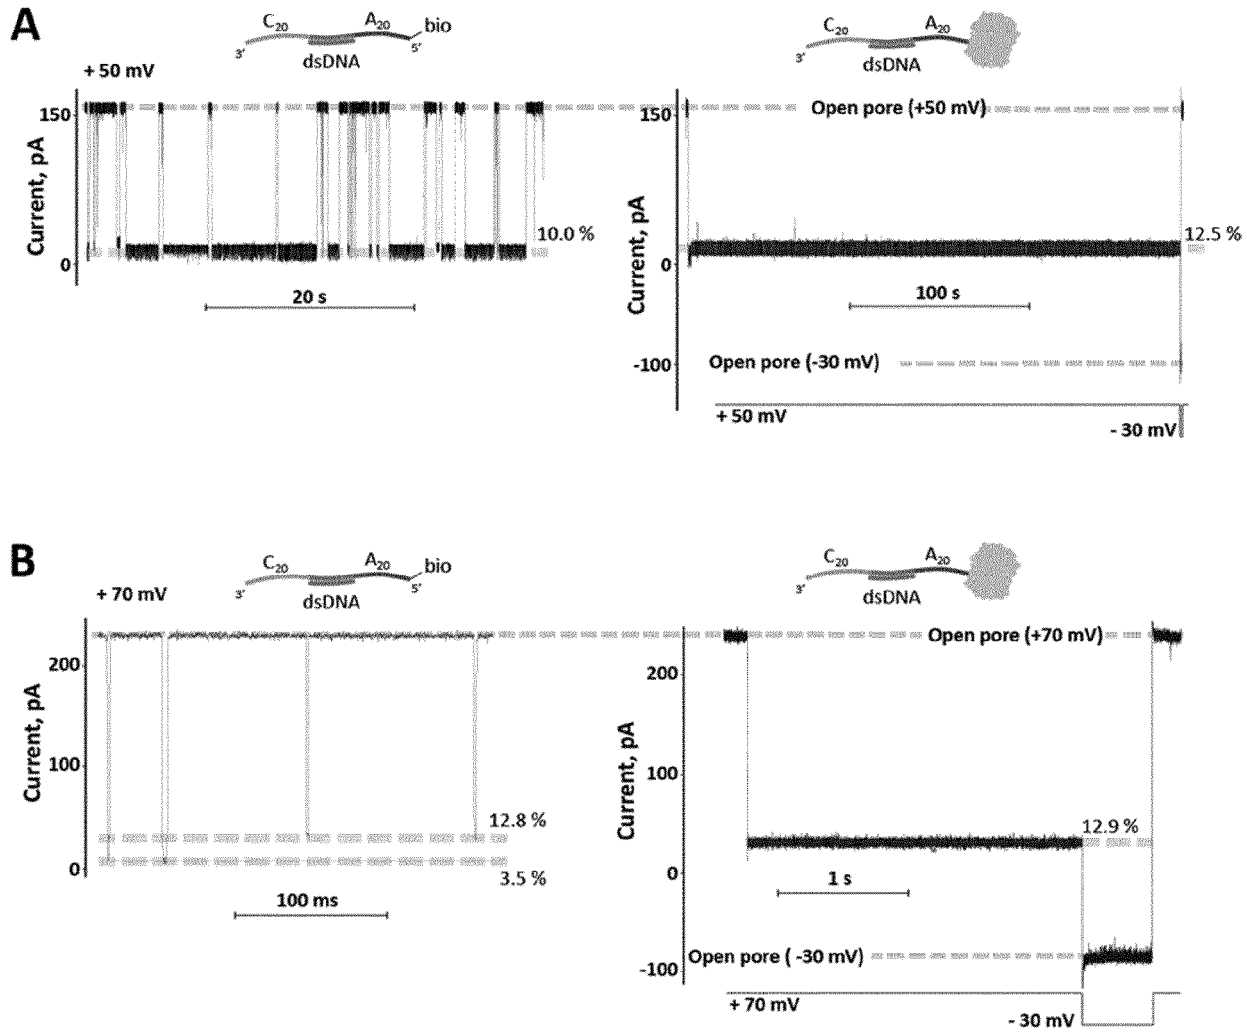 A
C20 A20 bio
3' 5'
dsDNA
+ 50 mV
150
0
Current, pA
10.0 %
20 s
C20 A20
3'
dsDNA
Open pore (+50 mV)
150
0
-100
Current, pA
12.5 %
100 s
Open pore (-30 mV)
+ 50 mV
- 30 mV
B
C20 A20 bio
3' 5'
dsDNA
+ 70 mV
200
100
0
Current, pA
12.8 %
3.5 %
100 ms
C20 A20
3'
dsDNA
Open pore (+70 mV)
200
100
0
-100
Current, pA
12.9 %
1 s
Open pore ( -30 mV)
+ 70 mV
- 30 mV